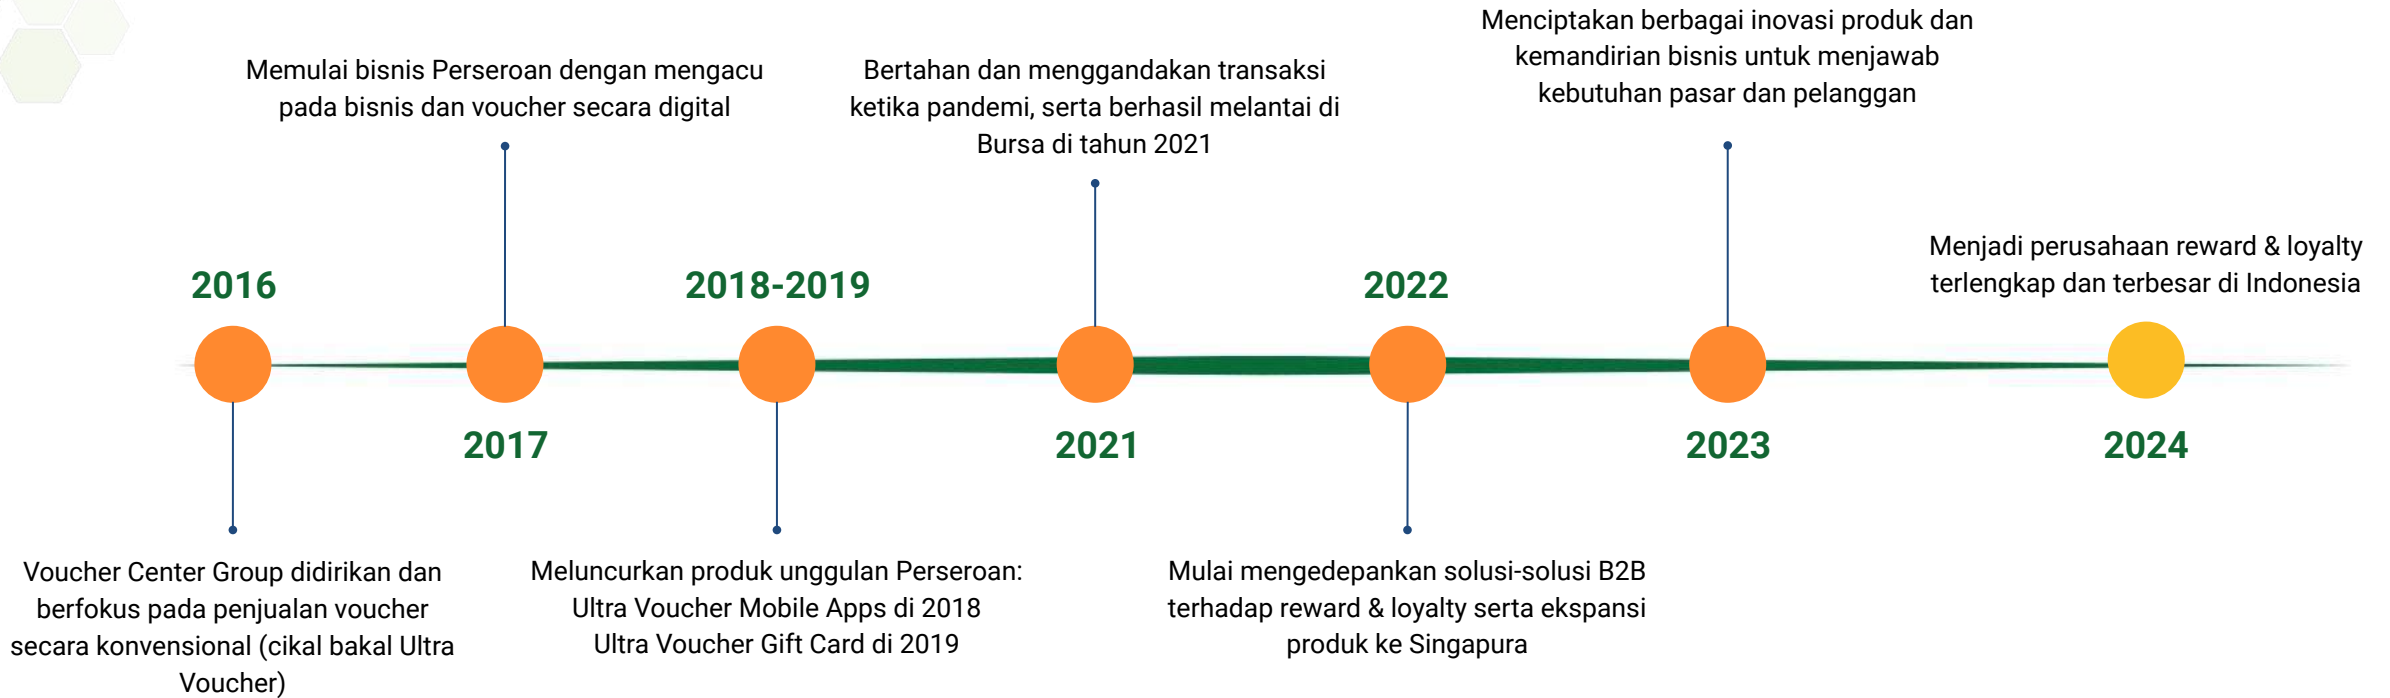 2016
Voucher Center Group didirikan dan
berfokus pada penjualan voucher
secara konvensional (cikal bakal Ultra
Voucher)
Memulai bisnis Perseroan dengan mengacu
pada bisnis dan voucher secara digital
2017
2018-2019
Meluncurkan produk unggulan Perseroan:
Ultra Voucher Mobile Apps di 2018
Ultra Voucher Gift Card di 2019
Bertahan dan menggandakan transaksi
ketika pandemi, serta berhasil melantai di
Bursa di tahun 2021
2021
2022
Mulai mengedepankan solusi-solusi B2B
terhadap reward & loyalty serta ekspansi
produk ke Singapura
Menciptakan berbagai inovasi produk dan
kemandirian bisnis untuk menjawab
kebutuhan pasar dan pelanggan
2023
Menjadi perusahaan reward & loyalty
terlengkap dan terbesar di Indonesia
2024